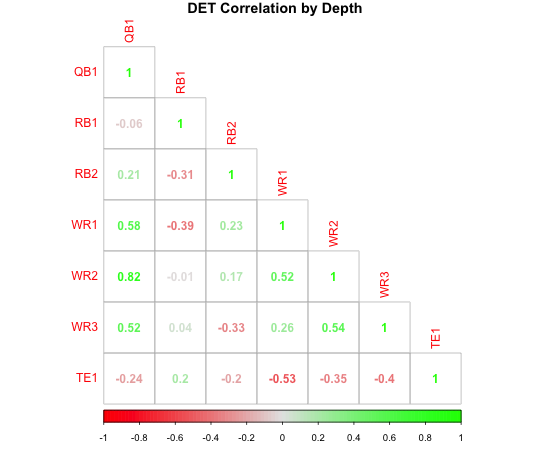 DET Correlation by Depth
QB1
QB1 1 RB1
RB1 -0.06 1 RB2
RB2 0.21 -0.31 1 WR1
WR1 0.58 -0.39 0.23 1 WR2
WR2 0.82 -0.01 0.17 0.52 1 WR3
WR3 0.52 0.04 -0.33 0.26 0.54 1 TE1
TE1 -0.24 0.2 -0.2 -0.53 -0.35 -0.4 1
-1 -0.8 -0.6 -0.4 -0.2 0 0.2 0.4 0.6 0.8 1